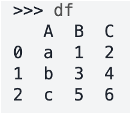 >>> df
   A  B  C
0  a  1  2
1  b  3  4
2  c  5  6